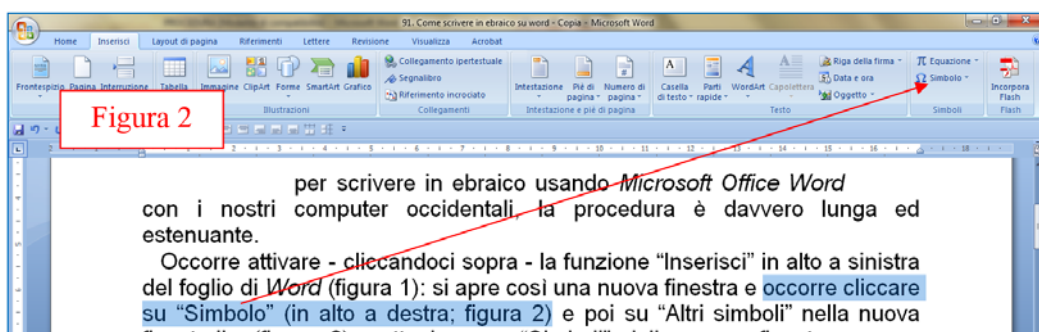 91. Come scrivere in ebraico su word - Copia - Microsoft Word
Home Inserisci Layout di pagina Riferimenti Lettere Revisione Visualizza Acrobat
Frontespizio Pagina Interruzione Tabella Immagine ClipArt Forme SmartArt Grafico
Collegamento ipertestuale
Segnalibro
Riferimento incrociato
Intestazione Piè di pagina Numero di pagina
Casella di testo Parti rapide WordArt Capolettera
Riga della firma
Data e ora
Oggetto
Equazione
Simbolo
Incorpora Flash
Illustrazioni Collegamenti Intestazione e piè di pagina Testo Simboli Flash
Figura 2
per scrivere in ebraico usando Microsoft Office Word
con i nostri computer occidentali, la procedura è davvero lunga ed
estenuante.
Occorre attivare - cliccandoci sopra - la funzione “Inserisci” in alto a sinistra
del foglio di Word (figura 1): si apre così una nuova finestra e occorre cliccare
su “Simbolo” (in alto a destra; figura 2) e poi su “Altri simboli” nella nuova